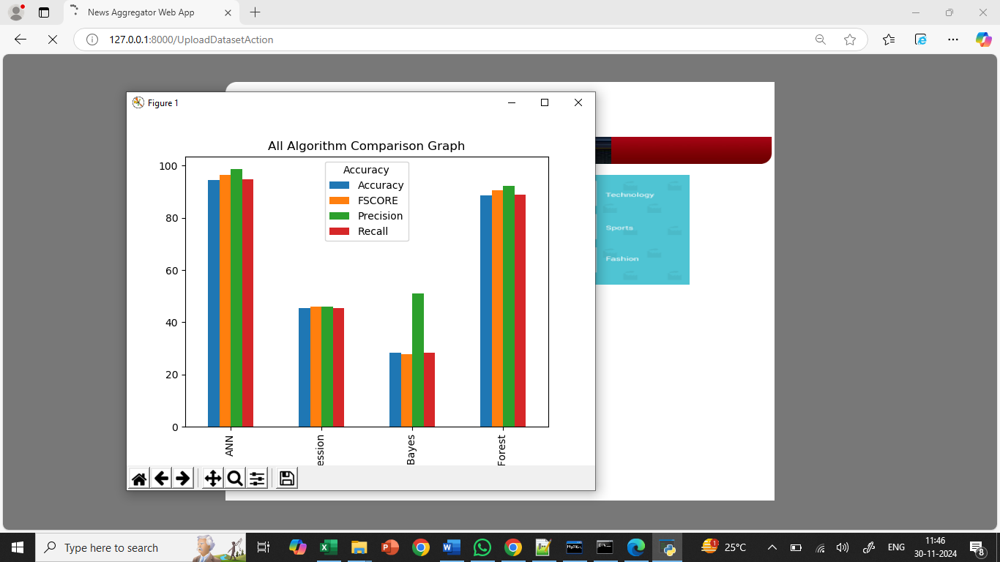 News Aggregator Web App
127.0.0.1:8000/UploadDatasetAction
Figure 1
All Algorithm Comparison Graph
100
80
60
40
20
0
Accuracy
Accuracy
FSCORE
Precision
Recall
ANN
ession
Bayes
Forest
Technology
Sports
Fashion
Type here to search
1
25°C
ENG
11:46
30-11-2024
8